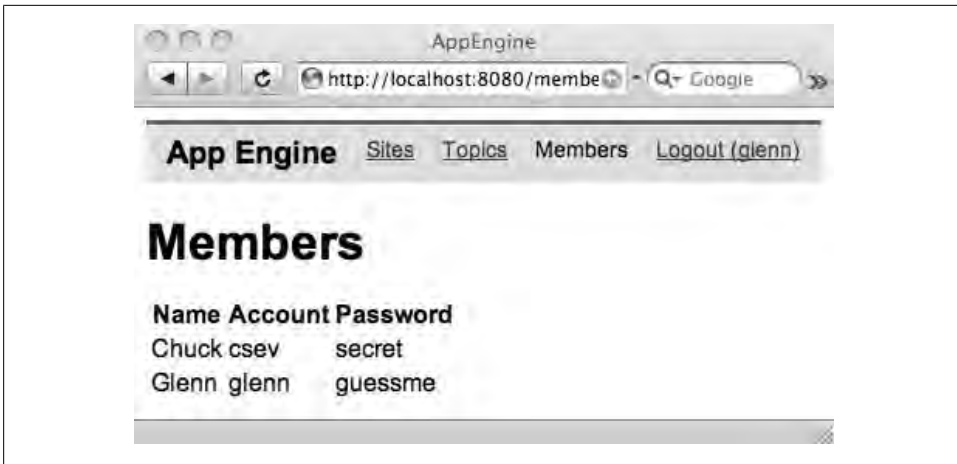 AppEngine
http://localhost:8080/membe Google
App Engine Sites Topics Members Logout (glenn)
Members
Name Account Password
Chuck csev secret
Glenn glenn guessme